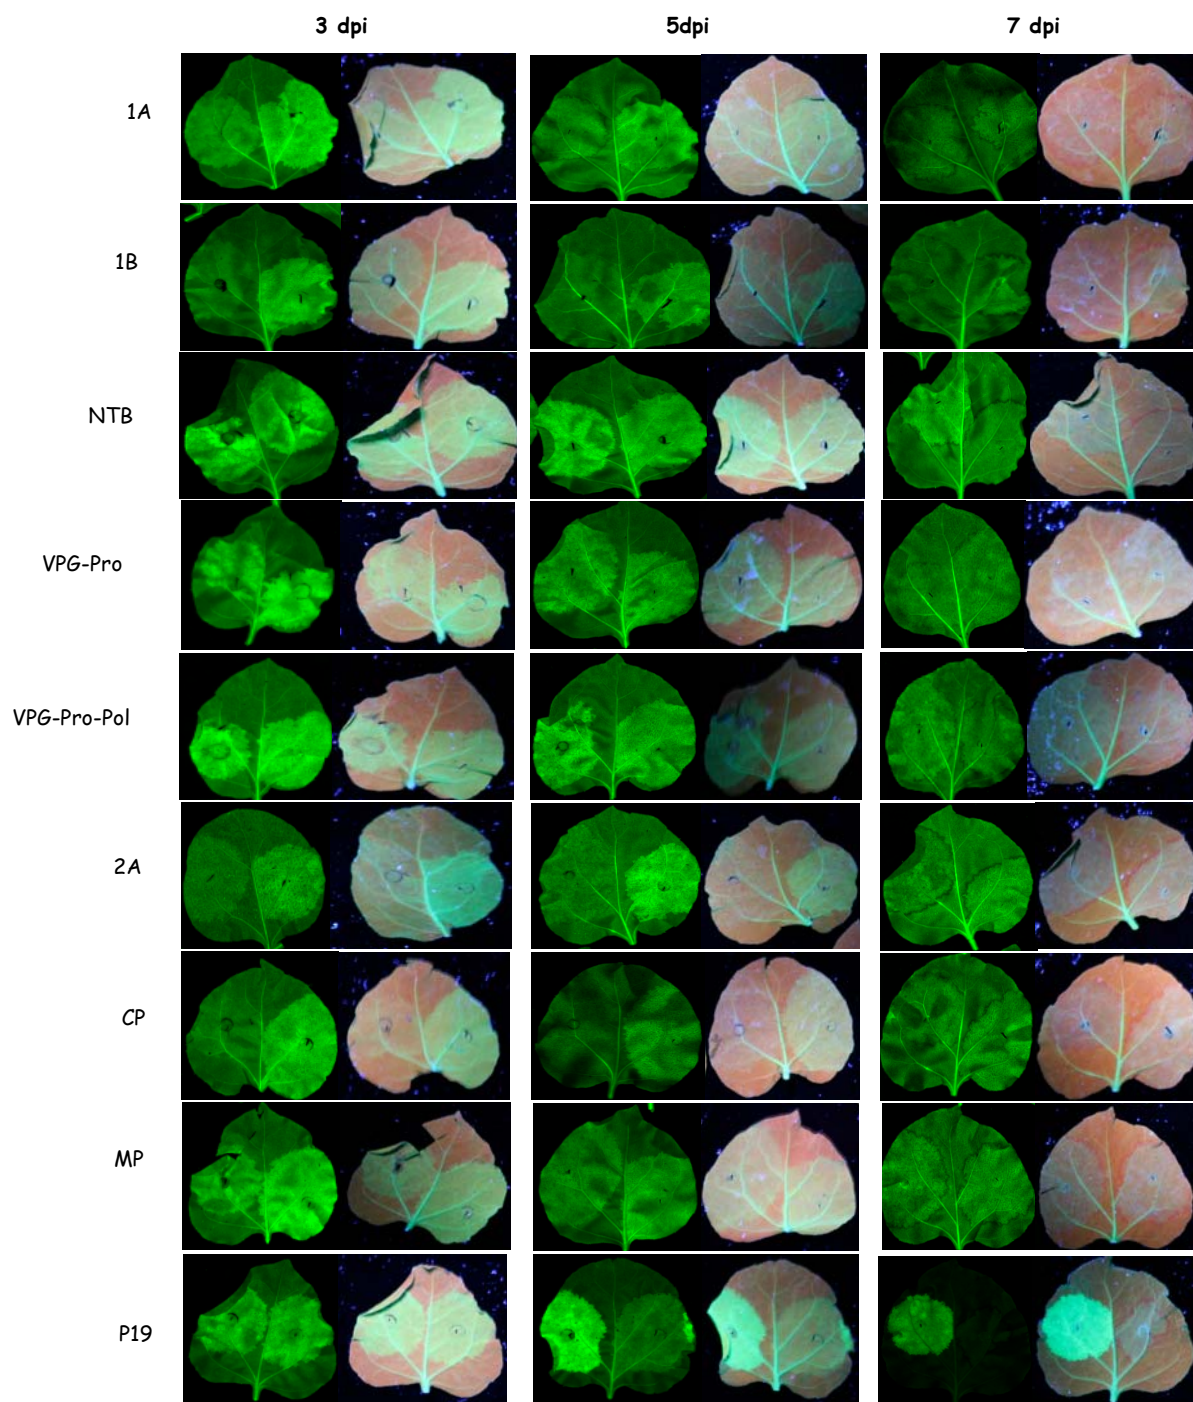 3 dpi 5dpi 7 dpi
1A
1B
NTB
VPG-Pro
VPG-Pro-Pol
2A
CP
MP
P19